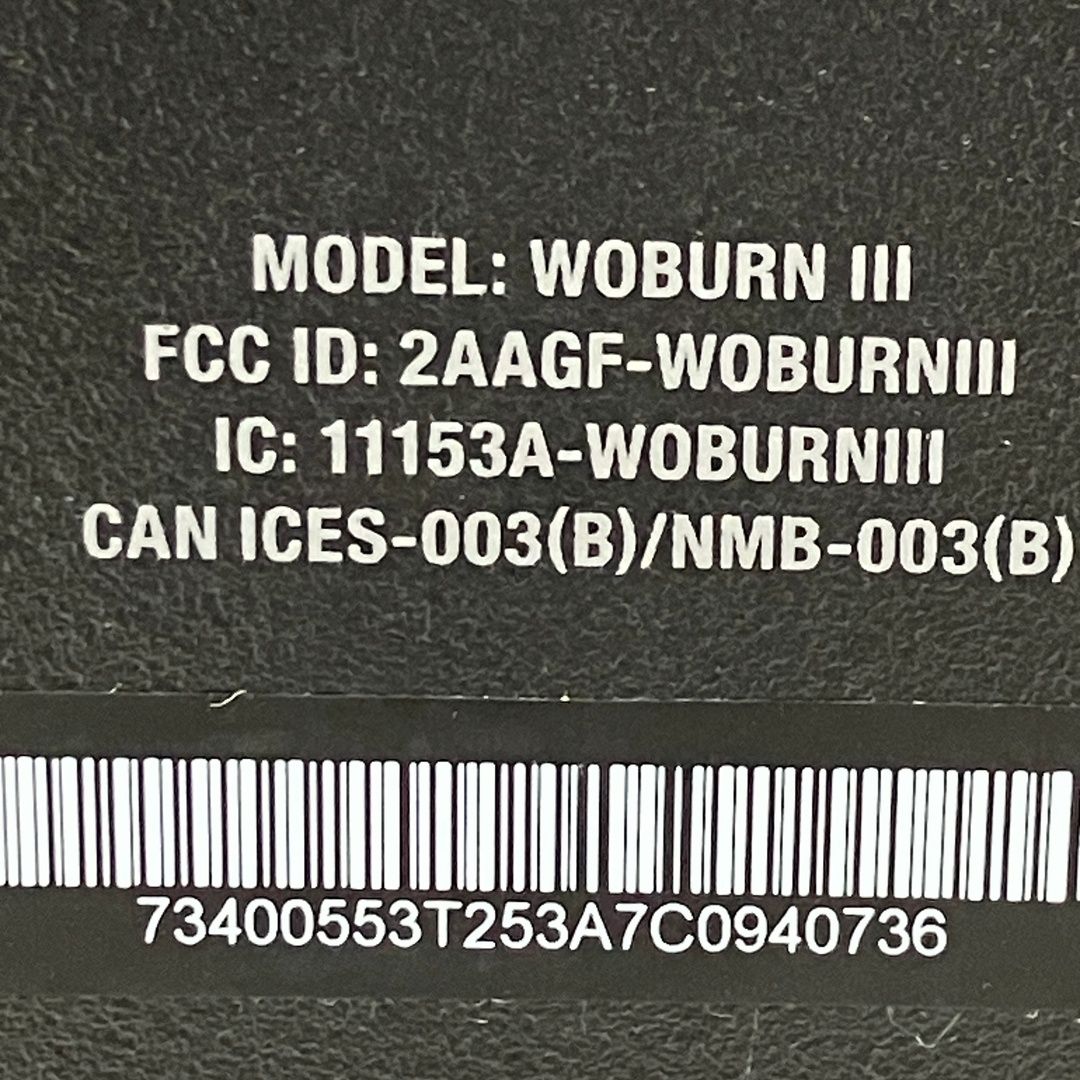 MODEL: WOBURN III
FCC ID: 2AAGF-WOBURNIII
IC: 11153A-WOBURNIII
CAN ICES-003(B)/NMB-003(B)
73400553T253A7C0940736